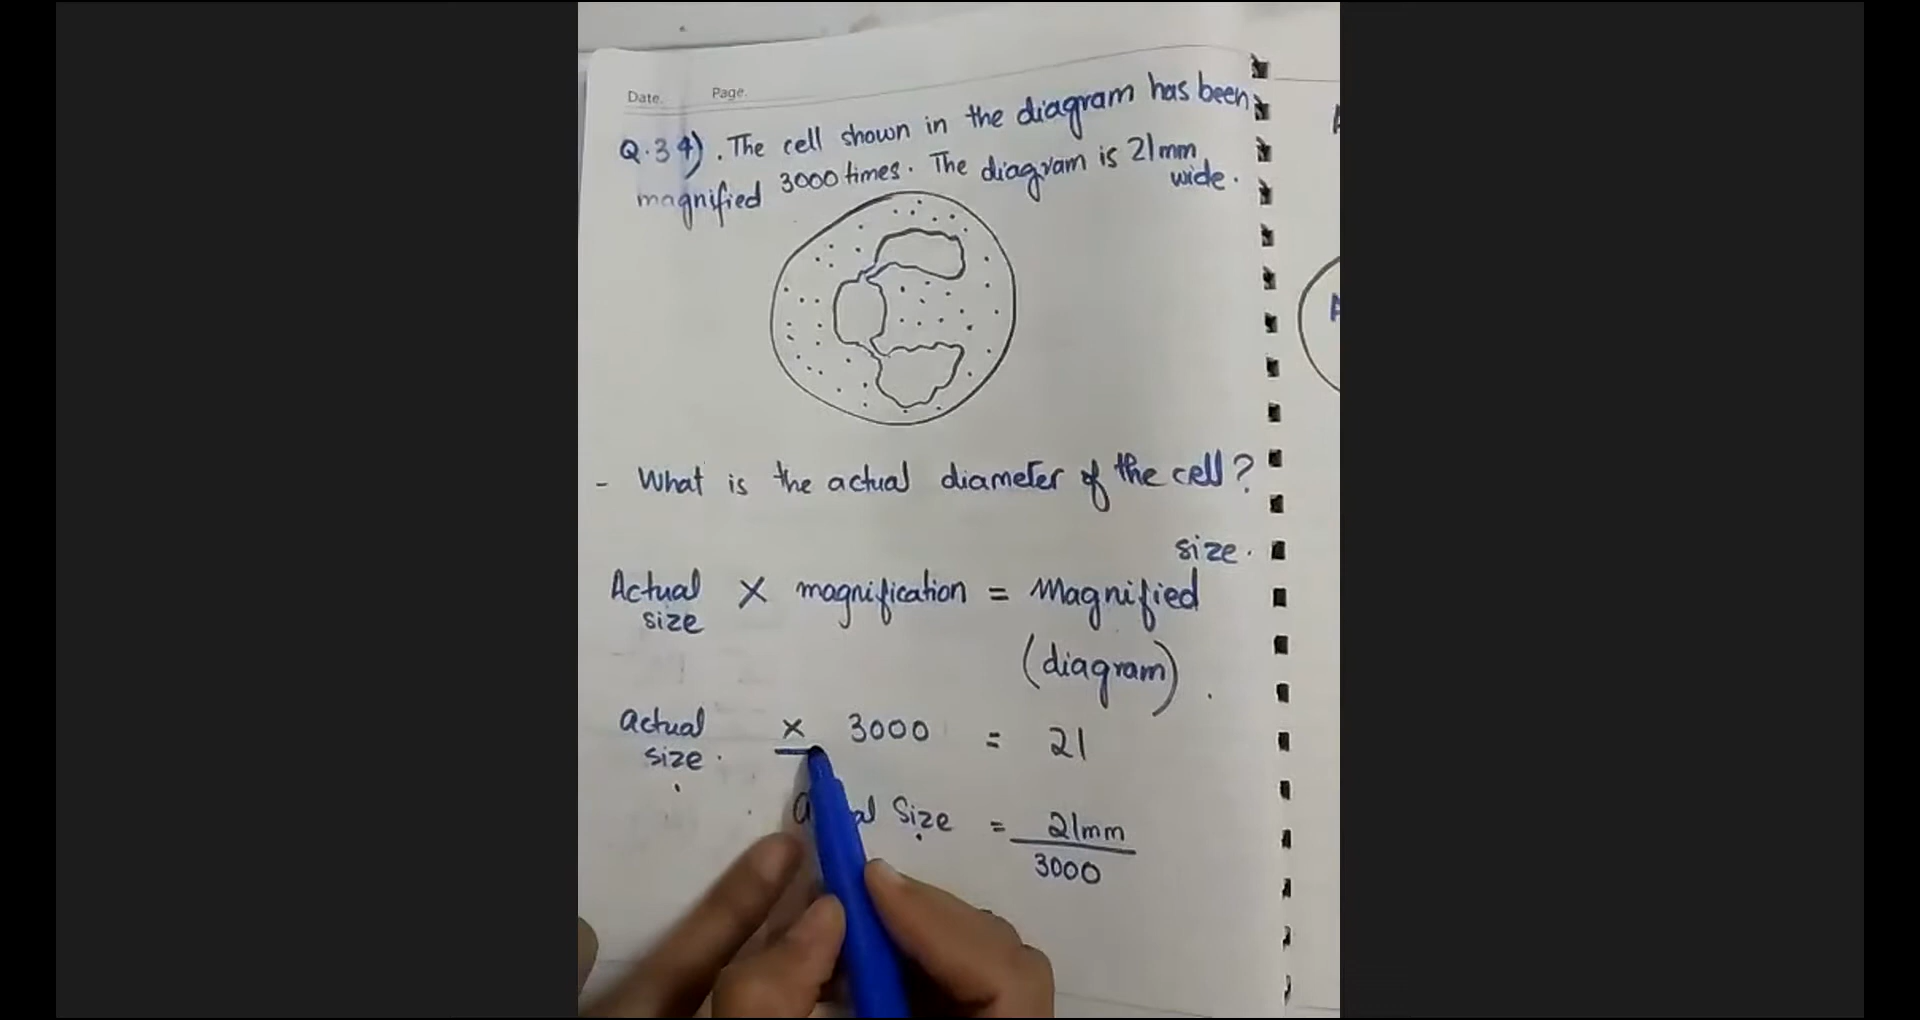 Date. Page.
Q.34). The cell shown in the diagram has been
magnified 3000 times. The diagram is 21mm
wide.
- What is the actual diameter of the cell?
size.
Actual × magnification = Magnified
size
(diagram).
actual × 3000 = 21
size.
Size = 21mm
3000